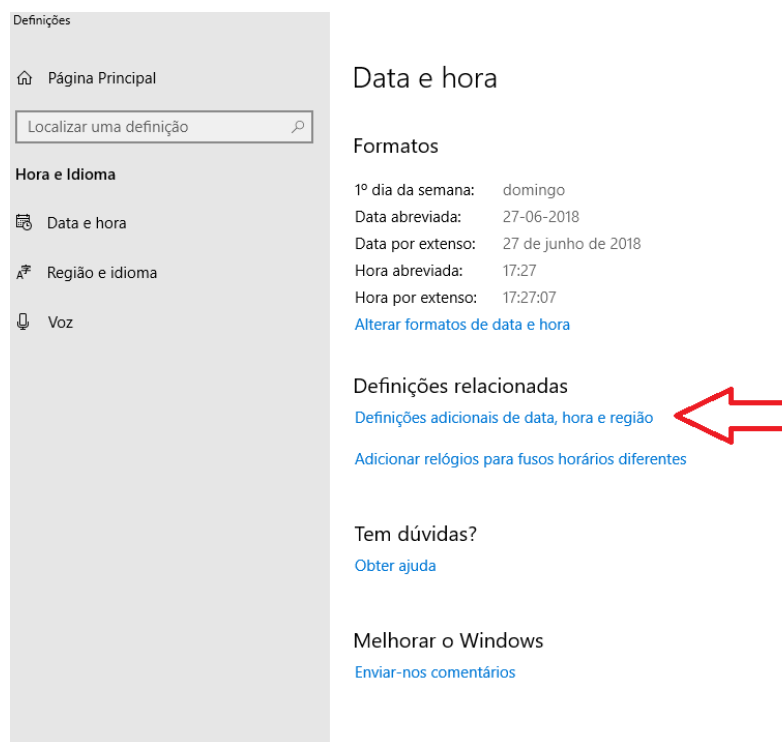 Definições
Página Principal
Localizar uma definição
Hora e Idioma
Data e hora
Região e idioma
Voz
Data e hora
Formatos
1º dia da semana: domingo
Data abreviada: 27-06-2018
Data por extenso: 27 de junho de 2018
Hora abreviada: 17:27
Hora por extenso: 17:27:07
Alterar formatos de data e hora
Definições relacionadas
Definições adicionais de data, hora e região
Adicionar relógios para fusos horários diferentes
Tem dúvidas?
Obter ajuda
Melhorar o Windows
Enviar-nos comentários